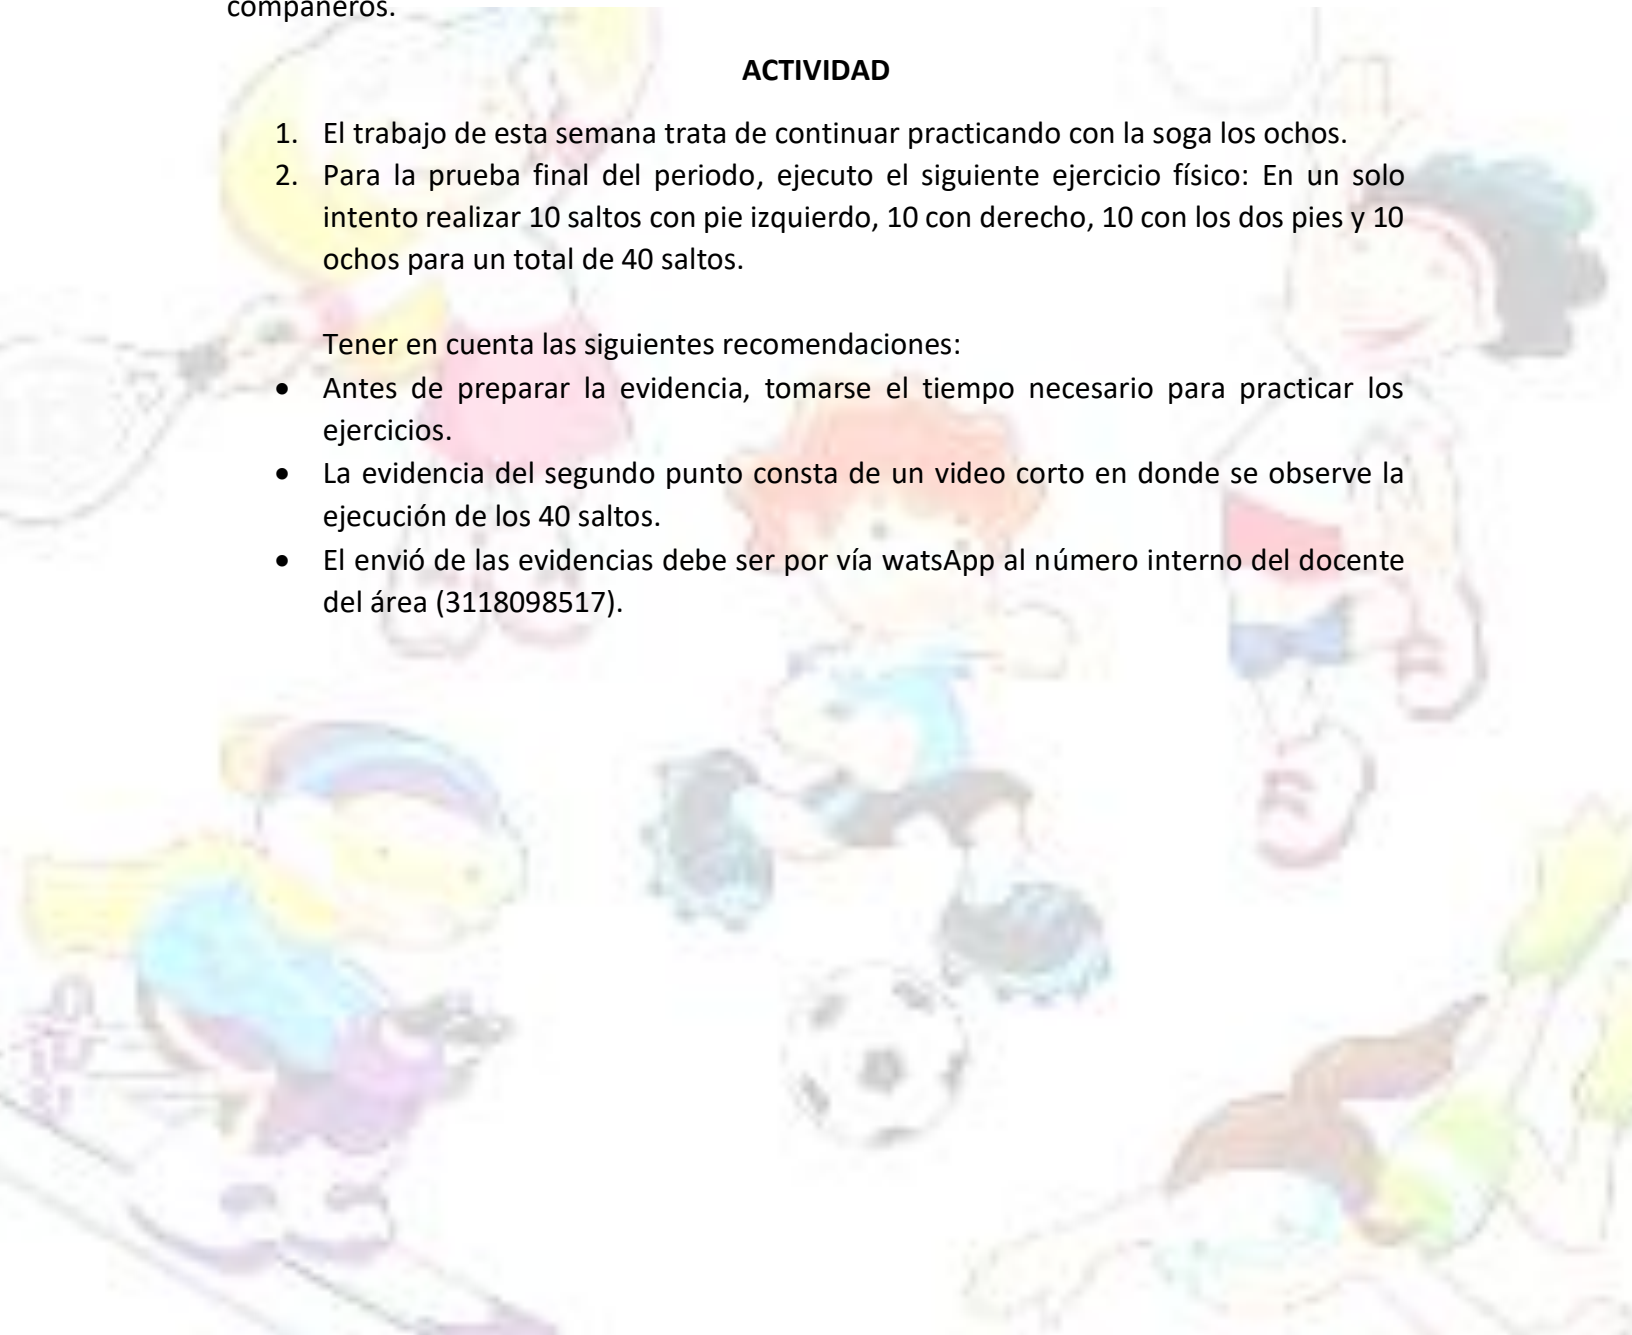 compañeros.
ACTIVIDAD
1. El trabajo de esta semana trata de continuar practicando con la soga los ochos.
2. Para la prueba final del periodo, ejecuto el siguiente ejercicio físico: En un solo
intento realizar 10 saltos con pie izquierdo, 10 con derecho, 10 con los dos pies y 10
ochos para un total de 40 saltos.
Tener en cuenta las siguientes recomendaciones:
• Antes de preparar la evidencia, tomarse el tiempo necesario para practicar los
ejercicios.
• La evidencia del segundo punto consta de un video corto en donde se observe la
ejecución de los 40 saltos.
• El envió de las evidencias debe ser por vía watsApp al número interno del docente
del área (3118098517).